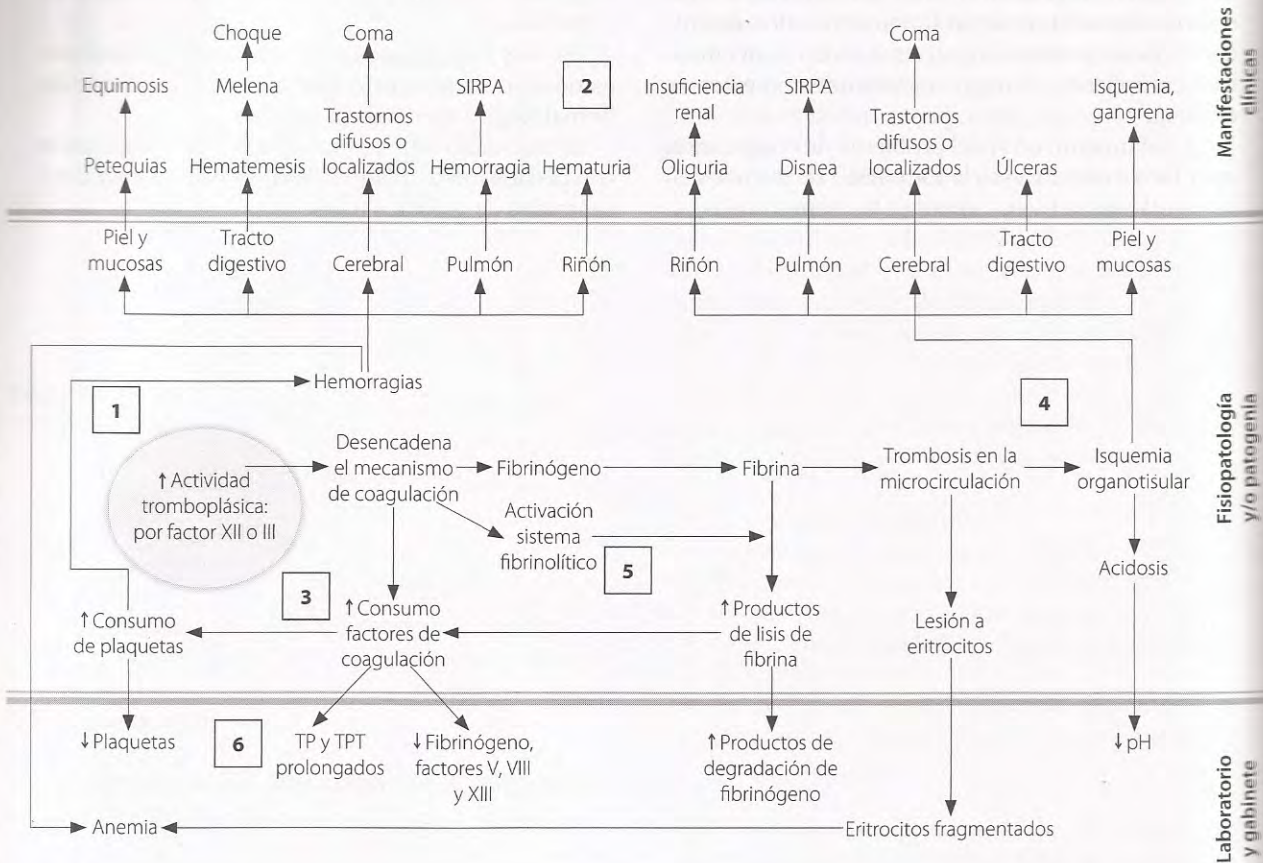 Choque
Coma
Coma
Equimosis
Melena
SIRPA
2
Insuficiencia
renal
SIRPA
Isquemia,
gangrena
Trastornos
difusos o
localizados
Trastornos
difusos o
localizados
Petequias
Hematemesis
Hemorragia
Hematuria
Oliguria
Disnea
Úlceras
Manifestaciones
clínicas
Piel y
mucosas
Tracto
digestivo
Cerebral
Pulmón
Riñón
Riñón
Pulmón
Cerebral
Tracto
digestivo
Piel y
mucosas
Hemorragias
1
4
↑ Actividad
tromboplásica:
por factor XII o III
Desencadena
el mecanismo
de coagulación
Fibrinógeno
Fibrina
Trombosis en la
microcirculación
Isquemia
organotisular
Activación
sistema
fibrinolítico
5
Acidosis
3
↑ Consumo
de plaquetas
↑ Consumo
factores de
coagulación
↑ Productos
de lisis de
fibrina
Lesión a
eritrocitos
Fisiopatología
y/o patogenia
↓ Plaquetas
6
TP y TPT
prolongados
↓ Fibrinógeno,
factores V, VIII
y XIII
↑ Productos de
degradación de
fibrinógeno
↓ pH
Anemia
Eritrocitos fragmentados
Laboratorio
y gabinete